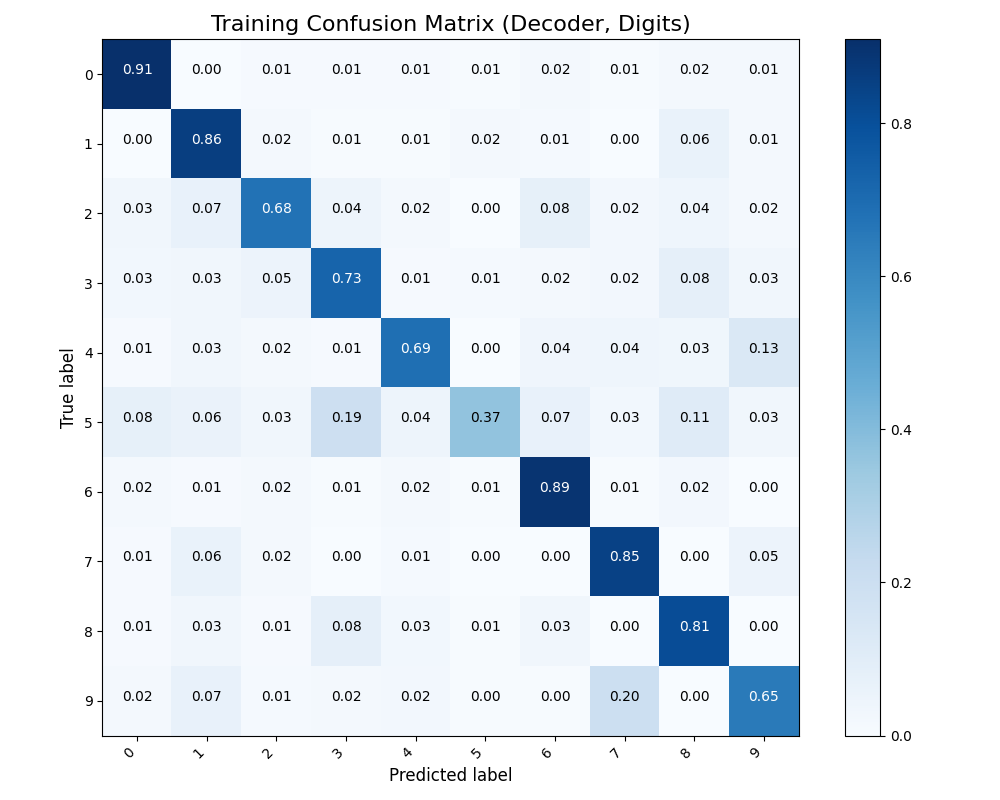 Training Confusion Matrix (Decoder, Digits)
0 0.91 0.00 0.01 0.01 0.01 0.01 0.02 0.01 0.02 0.01
1 0.00 0.86 0.02 0.01 0.01 0.02 0.01 0.00 0.06 0.01
2 0.03 0.07 0.68 0.04 0.02 0.00 0.08 0.02 0.04 0.02
3 0.03 0.03 0.05 0.73 0.01 0.01 0.02 0.02 0.08 0.03
4 0.01 0.03 0.02 0.01 0.69 0.00 0.04 0.04 0.03 0.13
5 0.08 0.06 0.03 0.19 0.04 0.37 0.07 0.03 0.11 0.03
6 0.02 0.01 0.02 0.01 0.02 0.01 0.89 0.01 0.02 0.00
7 0.01 0.06 0.02 0.00 0.01 0.00 0.00 0.85 0.00 0.05
8 0.01 0.03 0.01 0.08 0.03 0.01 0.03 0.00 0.81 0.00
9 0.02 0.07 0.01 0.02 0.02 0.00 0.00 0.20 0.00 0.65
0 1 2 3 4 5 6 7 8 9
Predicted label
True label
0.8
0.6
0.4
0.2
0.0